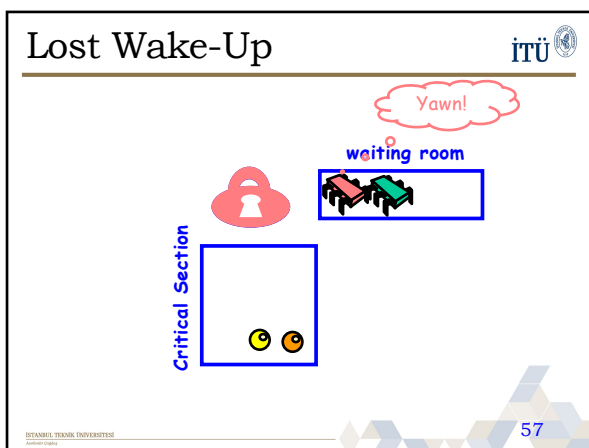 Lost Wake-Up
İTÜ
Yawn!
waiting room
Critical Section
İSTANBUL TEKNİK ÜNİVERSİTESİ
57